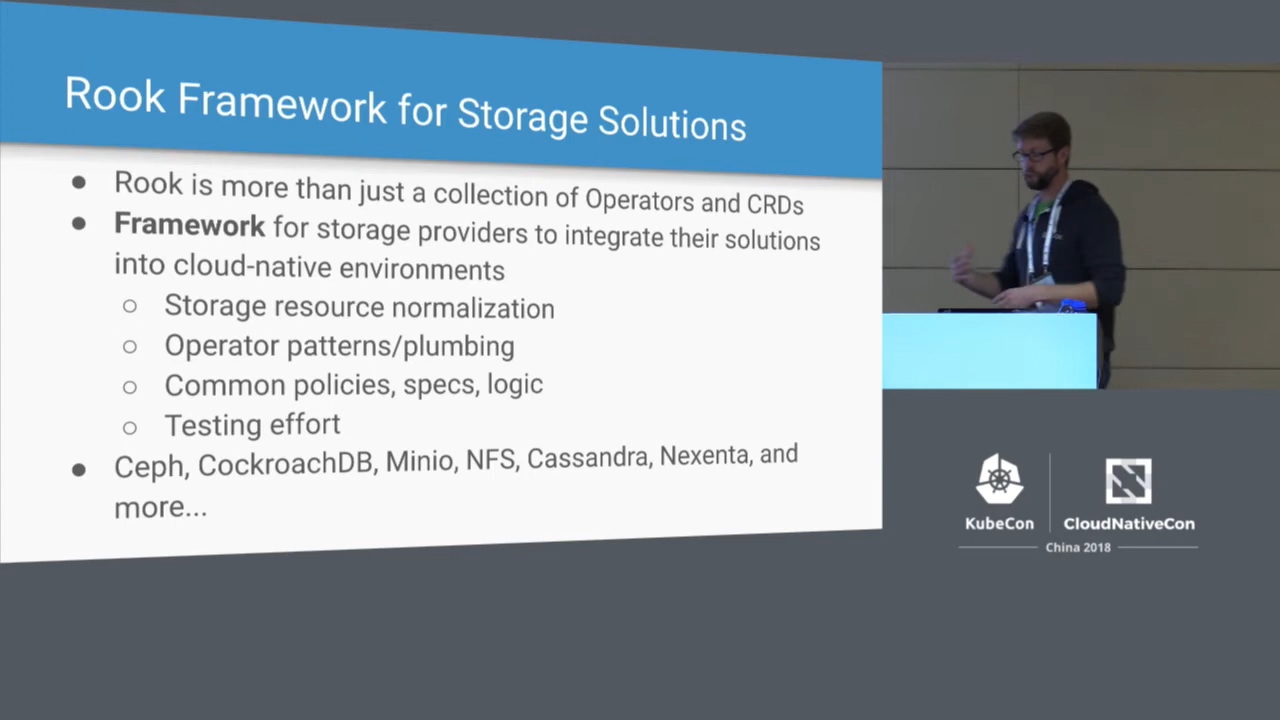 Rook Framework for Storage Solutions
Rook is more than just a collection of Operators and CRDs
Framework for storage providers to integrate their solutions
into cloud-native environments
Storage resource normalization
Operator patterns/plumbing
Common policies, specs, logic
Testing effort
Ceph, CockroachDB, Minio, NFS, Cassandra, Nexenta, and
more...
KubeCon
CloudNativeCon
China 2018